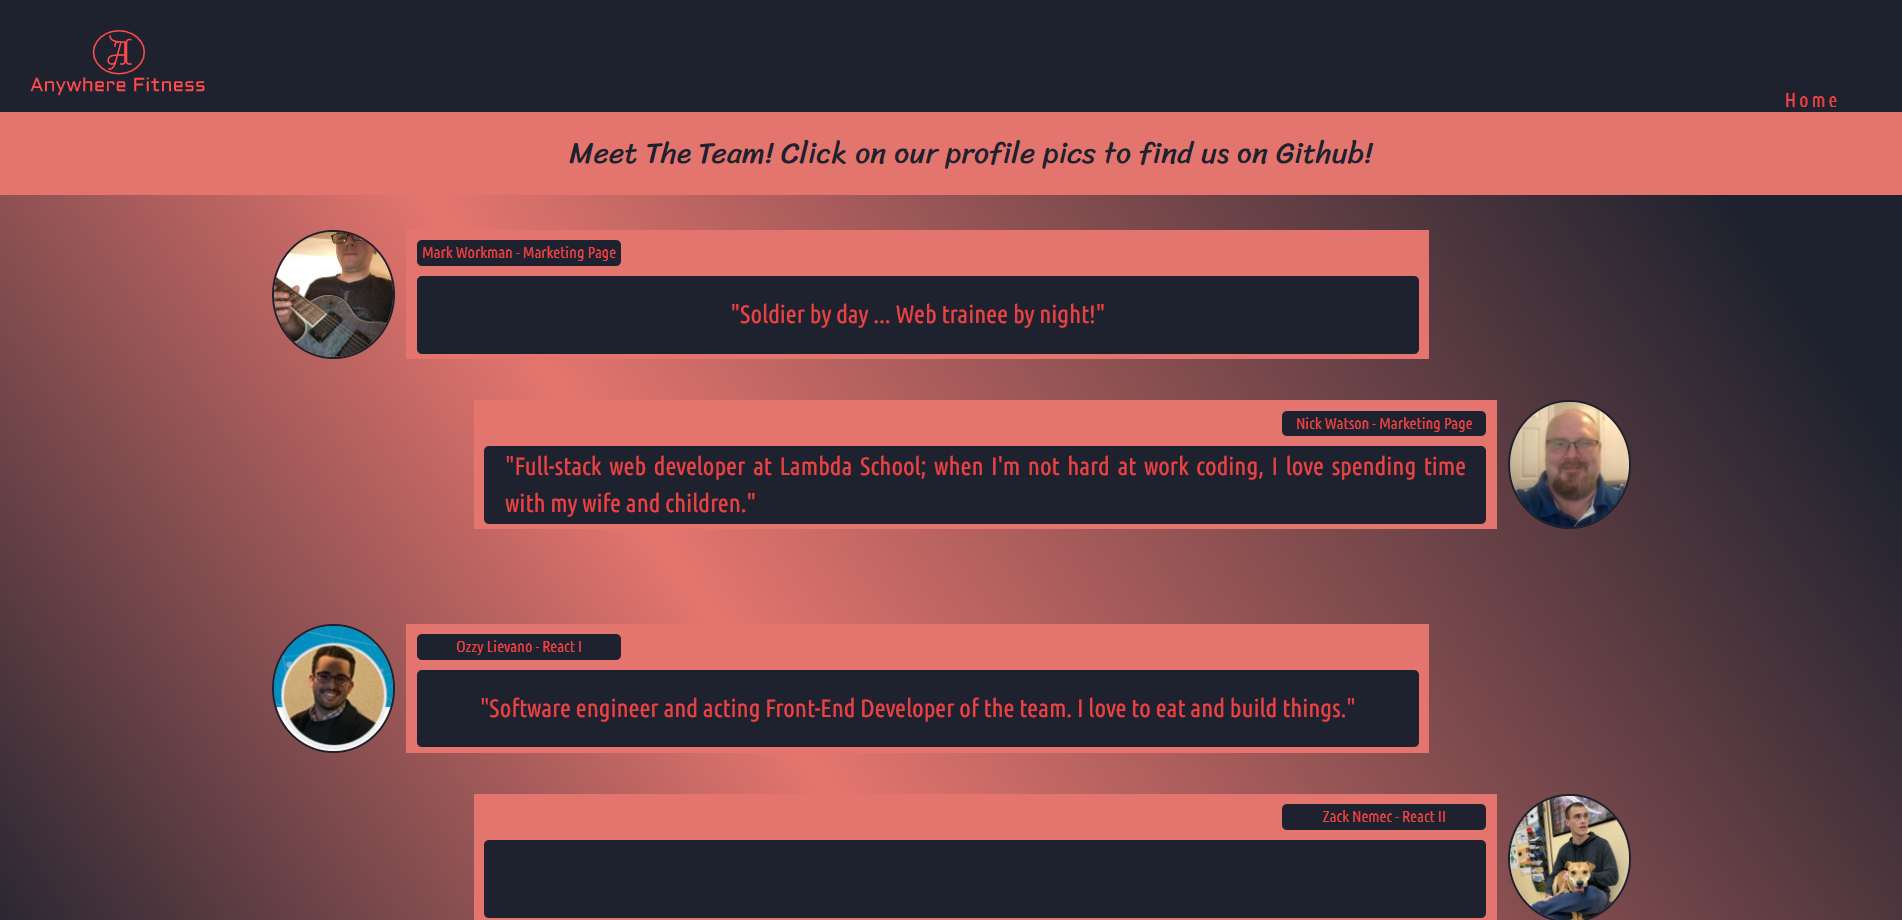 A
Anywhere Fitness
Home
Meet The Team! Click on our profile pics to find us on Github!
Mark Workman - Marketing Page
"Soldier by day ... Web trainee by night!"
Nick Watson - Marketing Page
"Full-stack web developer at Lambda School; when I'm not hard at work coding, I love spending time
with my wife and children."
Ozzy Lievano - React I
"Software engineer and acting Front-End Developer of the team. I love to eat and build things."
Zack Nemec - React II